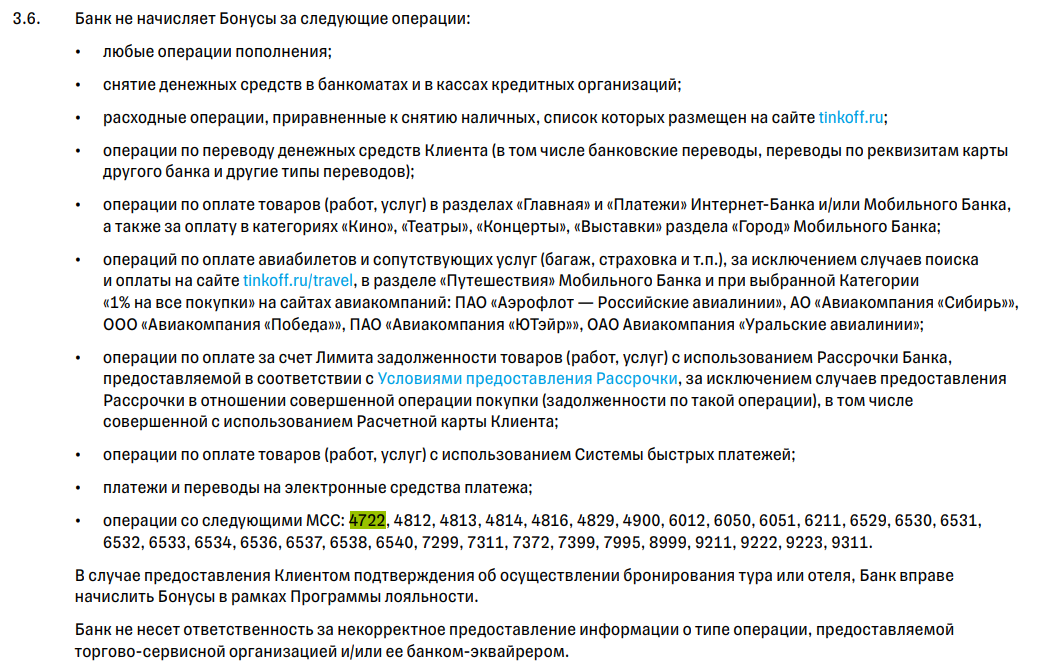 3.6. Банк не начисляет Бонусы за следующие операции:
• любые операции пополнения;
• снятие денежных средств в банкоматах и в кассах кредитных организаций;
• расходные операции, приравненные к снятию наличных, список которых размещен на сайте tinkoff.ru;
• операции по переводу денежных средств Клиента (в том числе банковские переводы, переводы по реквизитам карты
другого банка и другие типы переводов);
• операции по оплате товаров (работ, услуг) в разделах «Главная» и «Платежи» Интернет-Банка и/или Мобильного Банка,
а также за оплату в категориях «Кино», «Театры», «Концерты», «Выставки» раздела «Город» Мобильного Банка;
• операций по оплате авиабилетов и сопутствующих услуг (багаж, страховка и т.п.), за исключением случаев поиска
и оплаты на сайте tinkoff.ru/travel, в разделе «Путешествия» Мобильного Банка и при выбранной Категории
«1% на все покупки» на сайтах авиакомпаний: ПАО «Аэрофлот — Российские авиалинии», АО «Авиакомпания «Сибирь»»,
ООО «Авиакомпания «Победа»», ПАО «Авиакомпания «ЮТэйр»», ОАО Авиакомпания «Уральские авиалинии»;
• операции по оплате за счет Лимита задолженности товаров (работ, услуг) с использованием Рассрочки Банка,
предоставляемой в соответствии с Условиями предоставления Рассрочки, за исключением случаев предоставления
Рассрочки в отношении совершенной операции покупки (задолженности по такой операции), в том числе
совершенной с использованием Расчетной карты Клиента;
• операции по оплате товаров (работ, услуг) с использованием Системы быстрых платежей;
• платежи и переводы на электронные средства платежа;
• операции со следующими МСС: 4722, 4812, 4813, 4814, 4816, 4829, 4900, 6012, 6050, 6051, 6211, 6529, 6530, 6531,
6532, 6533, 6534, 6536, 6537, 6538, 6540, 7299, 7311, 7372, 7399, 7995, 8999, 9211, 9222, 9223, 9311.
В случае предоставления Клиентом подтверждения об осуществлении бронирования тура или отеля, Банк вправе
начислить Бонусы в рамках Программы лояльности.
Банк не несет ответственность за некорректное предоставление информации о типе операции, предоставляемой
торгово-сервисной организацией и/или ее банком-эквайрером.